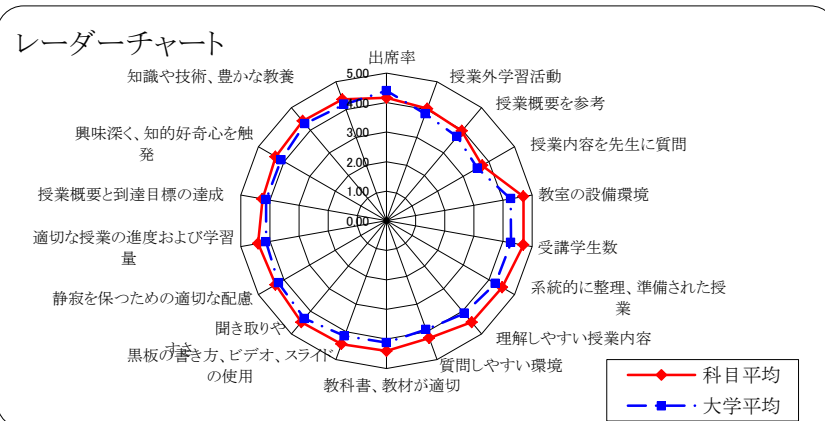 レーダーチャート
出席率
授業外学習活動
授業概要を参考
授業内容を先生に質問
教室の設備環境
受講学生数
系統的に整理、準備された授
業
理解しやすい授業内容
質問しやすい環境
教科書、教材が適切
黒板の書き方、ビデオ、スライド
の使用
聞き取りや
すさ
静寂を保つための適切な配慮
適切な授業の進度および学習
量
授業概要と到達目標の達成
興味深く、知的好奇心を触
発
知識や技術、豊かな教養
5.00
4.00
3.00
2.00
1.00
0.00
科目平均
大学平均